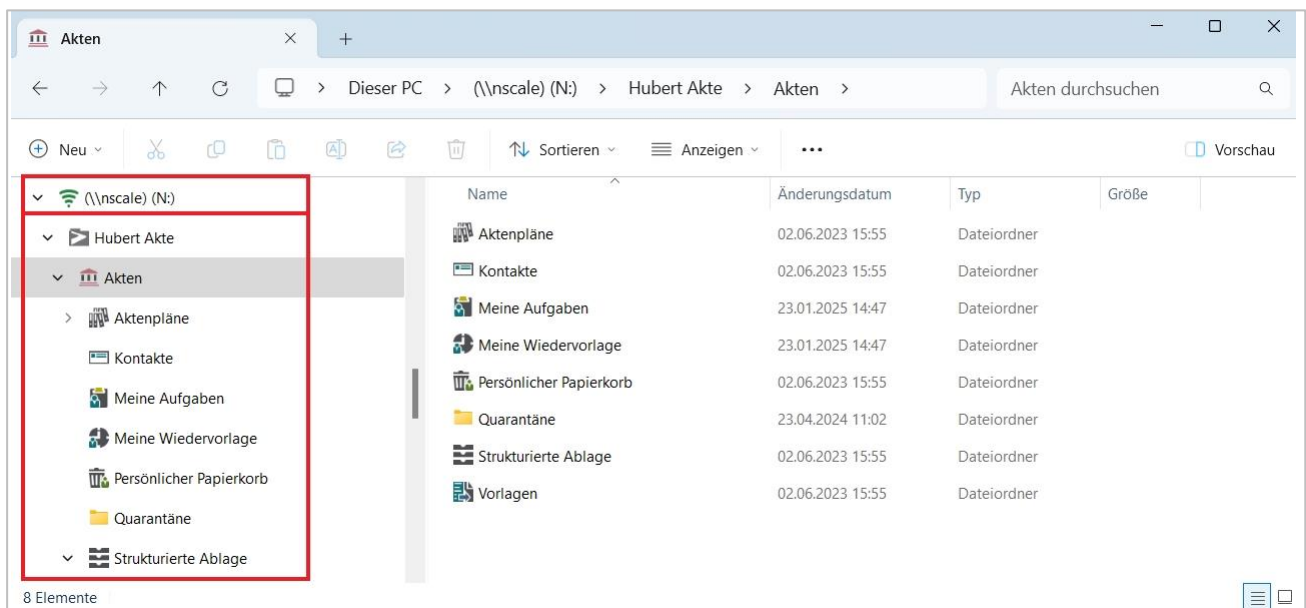 Akten
Dieser PC > (\\nscale) (N:) > Hubert Akte > Akten >
Akten durchsuchen
Neu
Sortieren
Anzeigen
Vorschau
(\\nscale) (N:)
Hubert Akte
Akten
Aktenpläne
Kontakte
Meine Aufgaben
Meine Wiedervorlage
Persönlicher Papierkorb
Quarantäne
Strukturierte Ablage
Name Änderungsdatum Typ Größe
Aktenpläne 02.06.2023 15:55 Dateiordner
Kontakte 02.06.2023 15:55 Dateiordner
Meine Aufgaben 23.01.2025 14:47 Dateiordner
Meine Wiedervorlage 23.01.2025 14:47 Dateiordner
Persönlicher Papierkorb 02.06.2023 15:55 Dateiordner
Quarantäne 23.04.2024 11:02 Dateiordner
Strukturierte Ablage 02.06.2023 15:55 Dateiordner
Vorlagen 02.06.2023 15:55 Dateiordner
8 Elemente